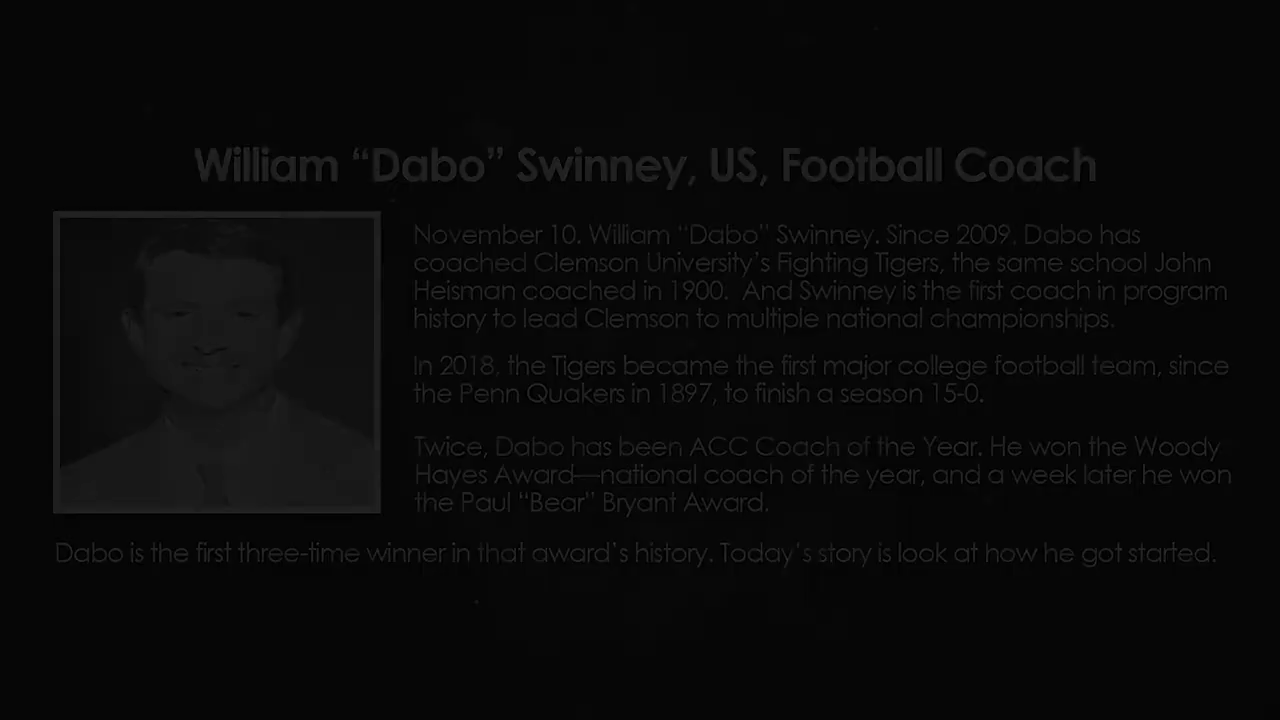 William “Dabo” Swinney, US, Football Coach
November 10. William “Dabo” Swinney. Since 2009, Dabo has
coached Clemson University’s Fighting Tigers, the same school John
Heisman coached in 1900. And Swinney is the first coach in program
history to lead Clemson to multiple national championships.
In 2018, the Tigers became the first major college football team, since
the Penn Quakers in 1897, to finish a season 15-0.
Twice, Dabo has been ACC Coach of the Year. He won the Woody
Hayes Award—national coach of the year, and a week later he won
the Paul “Bear” Bryant Award.
Dabo is the first three-time winner in that award’s history. Today’s story is look at how he got started.